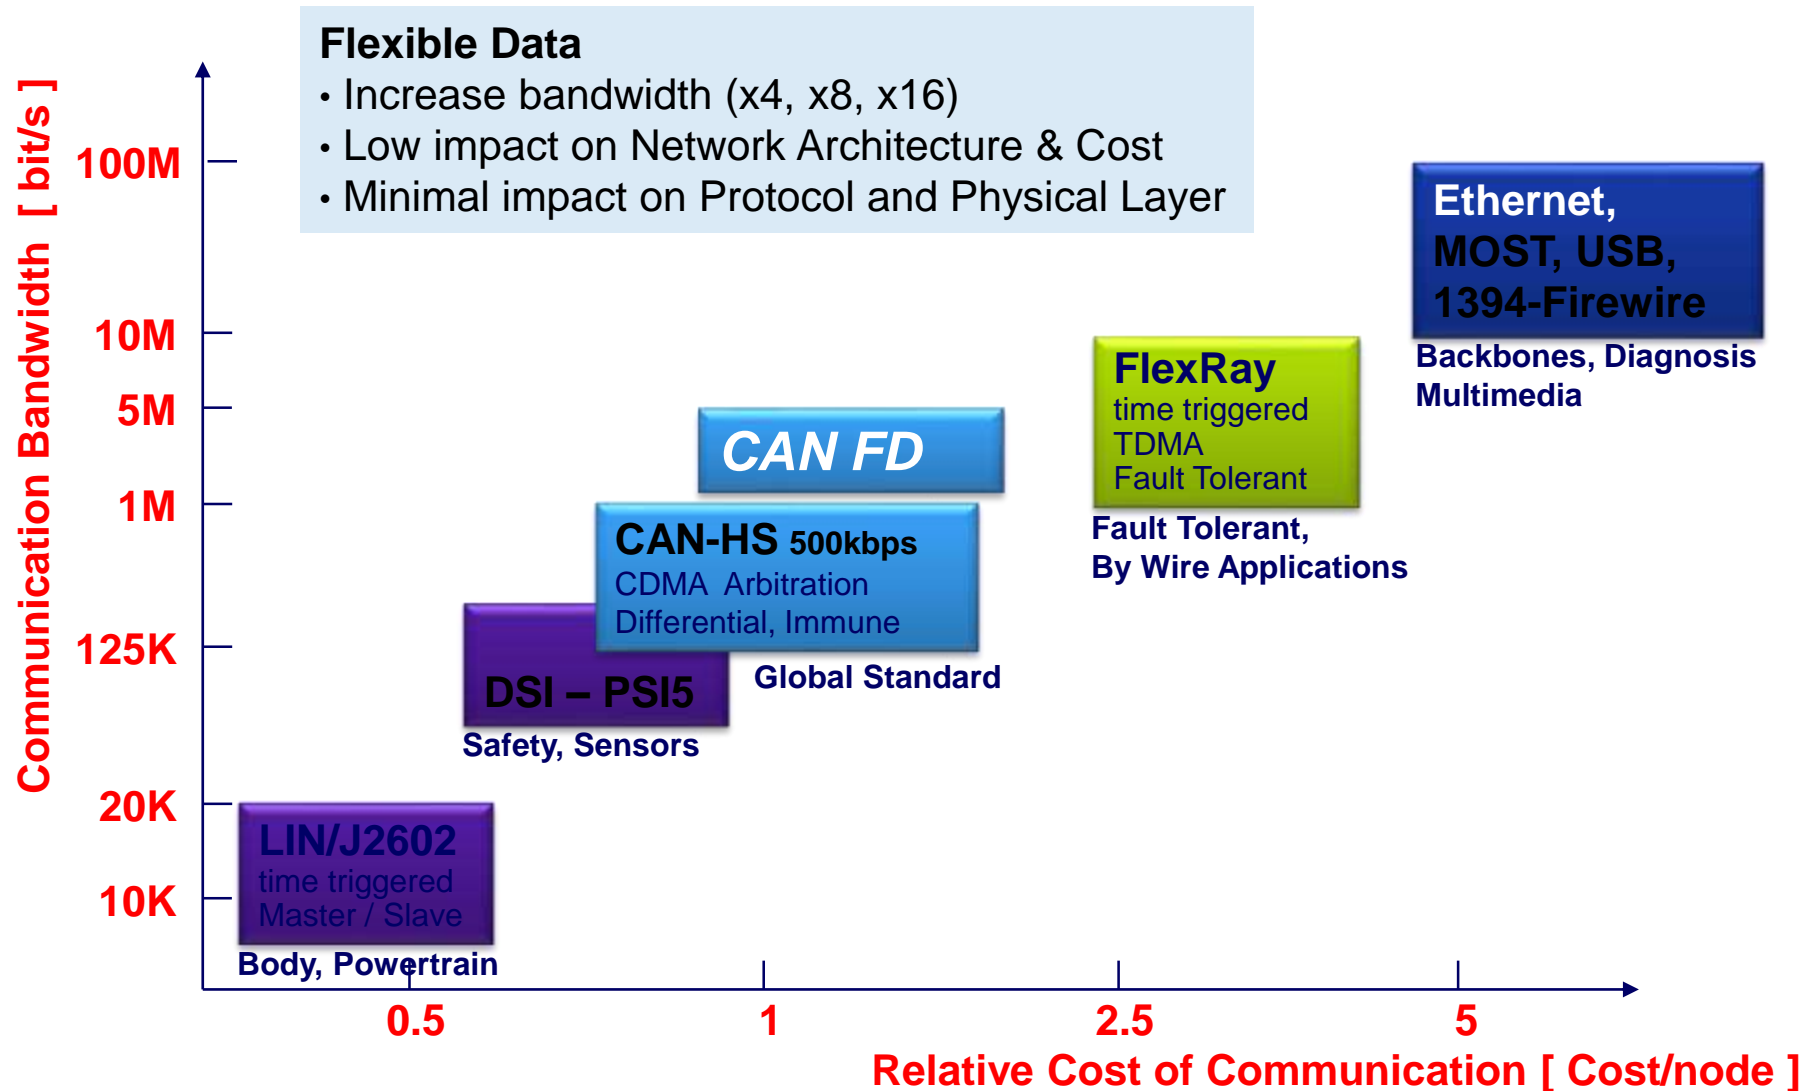 Flexible Data
• Increase bandwidth (x4, x8, x16)
• Low impact on Network Architecture & Cost
• Minimal impact on Protocol and Physical Layer
Communication Bandwidth [ bit/s ]
100M
10M
5M
1M
125K
20K
10K
Ethernet,
MOST, USB,
1394-Firewire
Backbones, Diagnosis
Multimedia
FlexRay
time triggered
TDMA
Fault Tolerant
Fault Tolerant,
By Wire Applications
CAN FD
CAN-HS 500kbps
CDMA Arbitration
Differential, Immune
Global Standard
DSI – PSI5
Safety, Sensors
LIN/J2602
time triggered
Master / Slave
Body, Powertrain
0.5
1
2.5
5
Relative Cost of Communication [ Cost/node ]